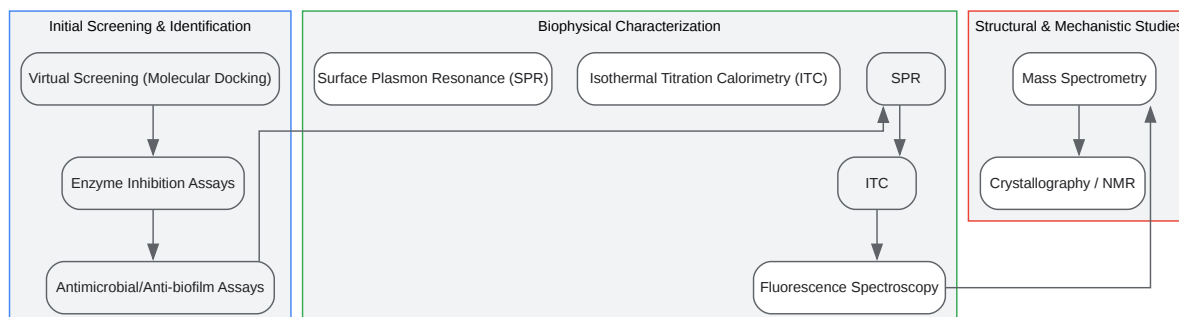 Initial Screening & Identification
Virtual Screening (Molecular Docking)
Enzyme Inhibition Assays
Antimicrobial/Anti-biofilm Assays
Biophysical Characterization
Surface Plasmon Resonance (SPR)
Isothermal Titration Calorimetry (ITC)
SPR
ITC
Fluorescence Spectroscopy
Structural & Mechanistic Studies
Mass Spectrometry
Crystallography / NMR